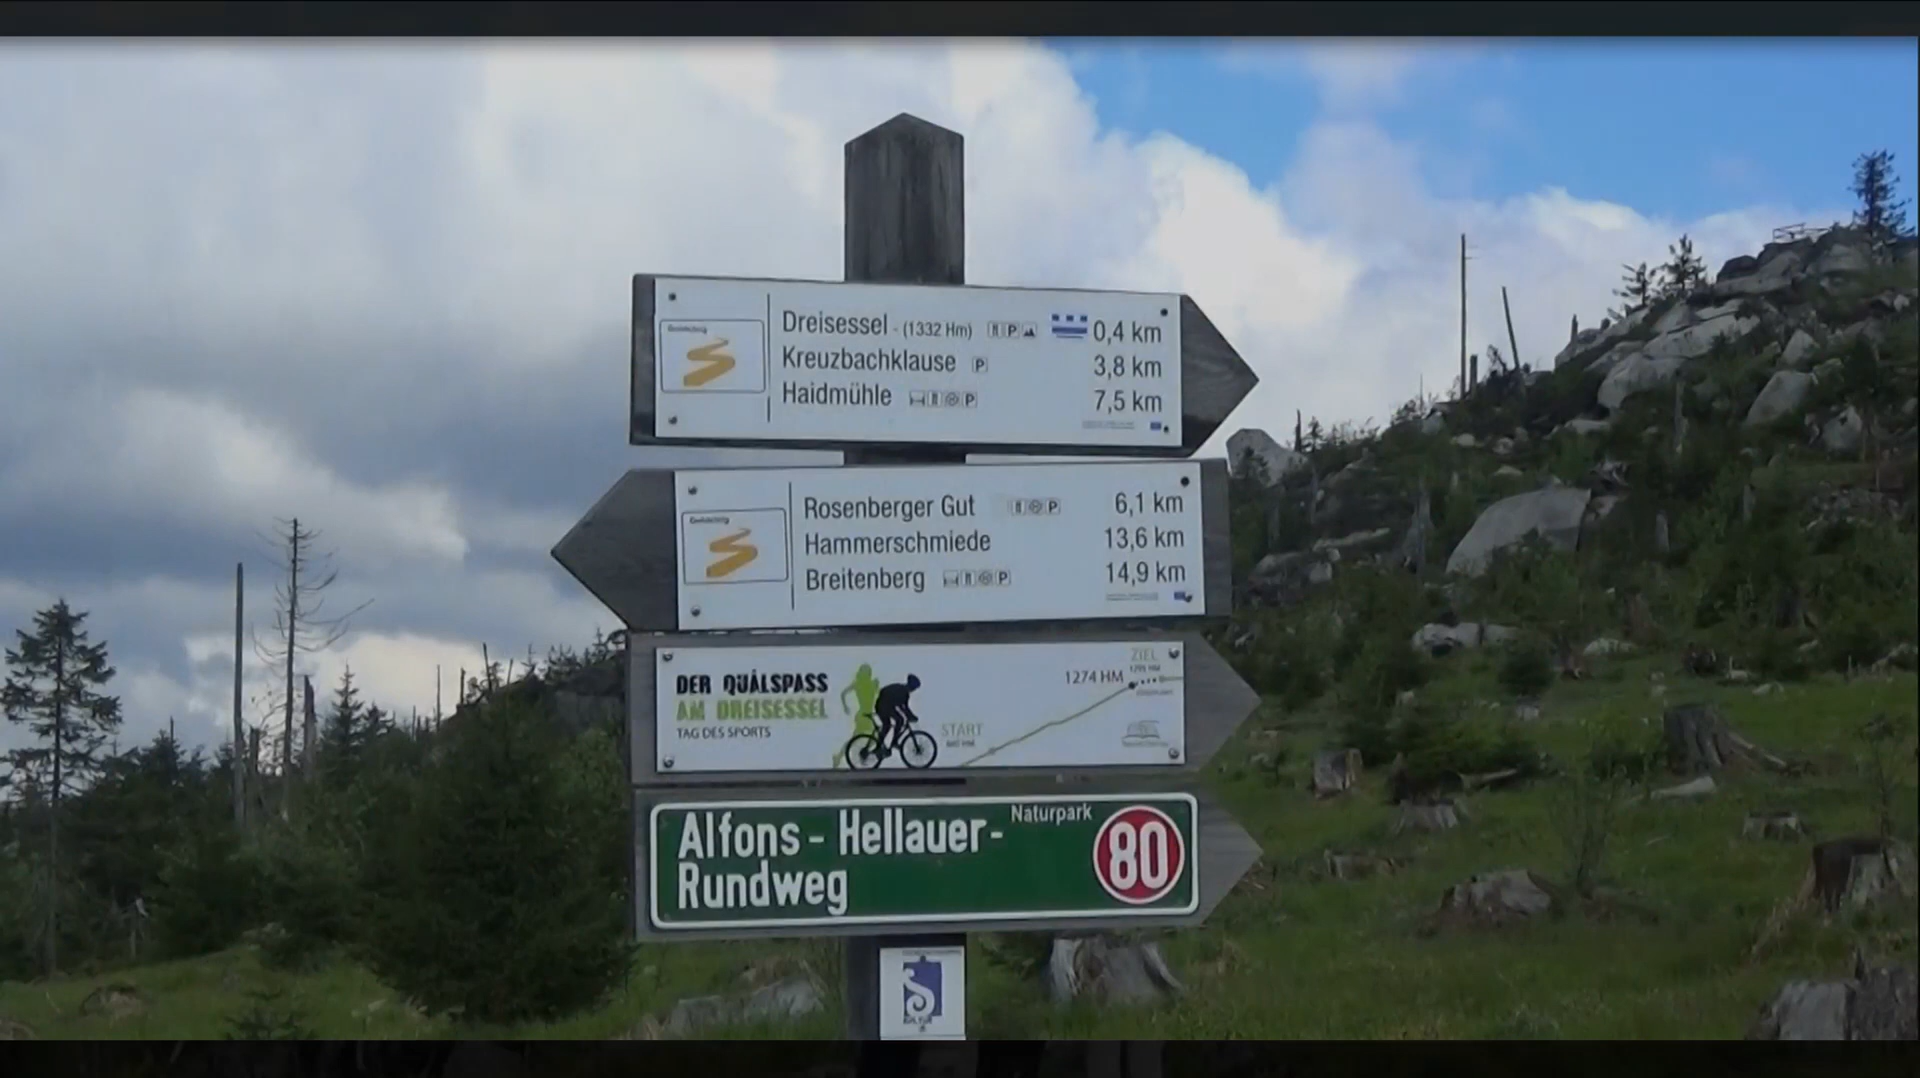 Dreisessel - (1332 Hm) P 0,4 km
Kreuzbachklause P 3,8 km
Haidmühle P 7,5 km
Rosenberger Gut P 6,1 km
Hammerschmiede 13,6 km
Breitenberg P 14,9 km
DER QUÄLSPASS
AM DREISESSEL
TAG DES SPORTS
START
1274 HM
ZIEL
Naturpark
Alfons - Hellauer-
Rundweg
80